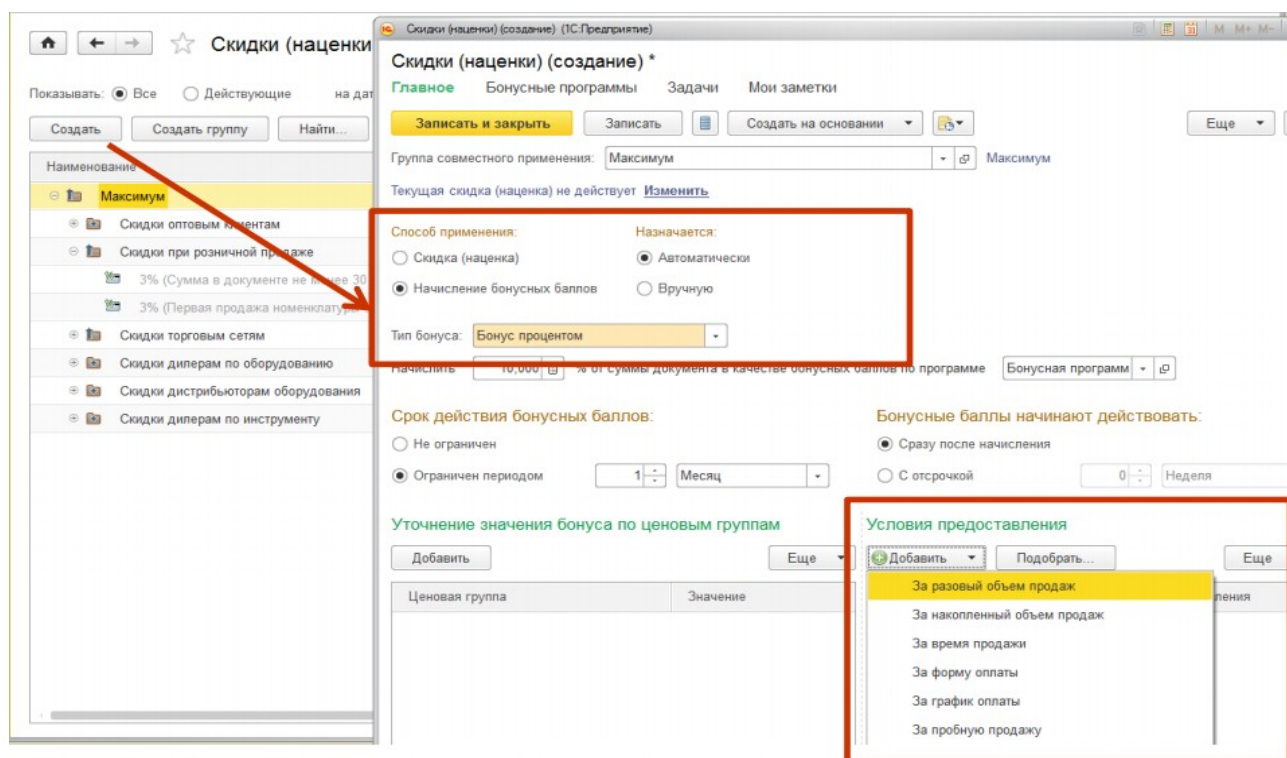 Скидки (наценки
Показывать: Все Действующие на дат
Создать Создать группу Найти...
Наименование
Максимум
Скидки оптовым клиентам
Скидки при розничной продаже
3% (Сумма в документе не менее 30
3% (Первая продажа номенклатуры
Скидки торговым сетям
Скидки дилерам по оборудованию
Скидки дистрибьюторам оборудования
Скидки дилерам по инструменту
Скидки (наценки) (создание) (1С:Предприятие) M M+ M-
Скидки (наценки) (создание) *
Главное Бонусные программы Задачи Мои заметки
Записать и закрыть Записать Создать на основании Еще
Группа совместного применения: Максимум Максимум
Текущая скидка (наценка) не действует Изменить
Способ применения: Назначается:
Скидка (наценка) Автоматически
Начисление бонусных баллов Вручную
Тип бонуса: Бонус процентом
Начислить 10,000 % от суммы документа в качестве бонусных баллов по программе Бонусная программ
Срок действия бонусных баллов: Бонусные баллы начинают действовать:
Не ограничен Сразу после начисления
Ограничен периодом 1 Месяц С отсрочкой 0 Неделя
Уточнение значения бонуса по ценовым группам Условия предоставления
Добавить Еще Добавить Подобрать... Еще
Ценовая группа Значение ления
За разовый объем продаж
За накопленный объем продаж
За время продажи
За форму оплаты
За график оплаты
За пробную продажу